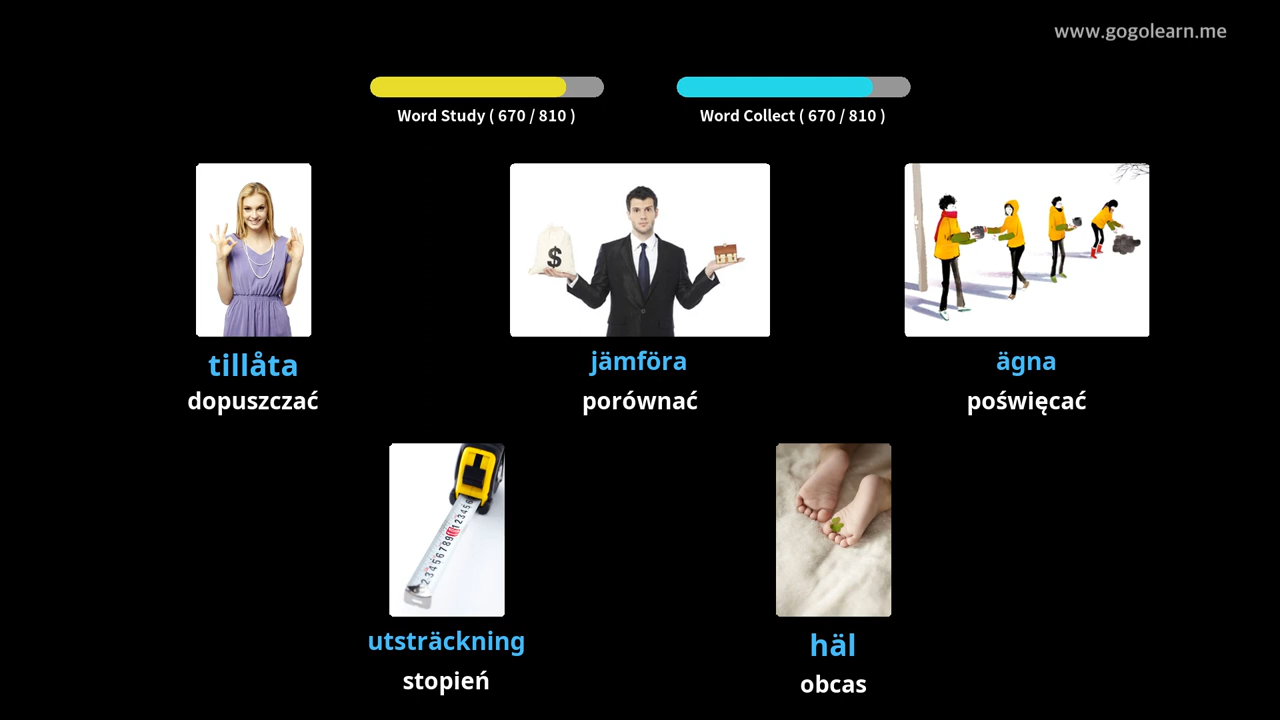 www.gogolearn.me
Word Study ( 670 / 810 )
Word Collect ( 670 / 810 )
$
tillåta
dopuszczać
jämföra
porównać
ägna
poświęcać
utsträckning
stopień
häl
obcas